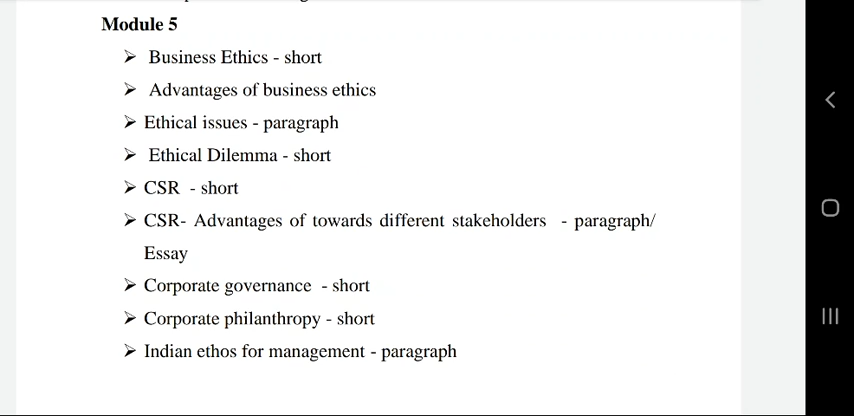 Module 5
➢ Business Ethics - short
➢ Advantages of business ethics
➢ Ethical issues - paragraph
➢ Ethical Dilemma - short
➢ CSR - short
➢ CSR- Advantages of towards different stakeholders - paragraph/
Essay
➢ Corporate governance - short
➢ Corporate philanthropy - short
➢ Indian ethos for management - paragraph